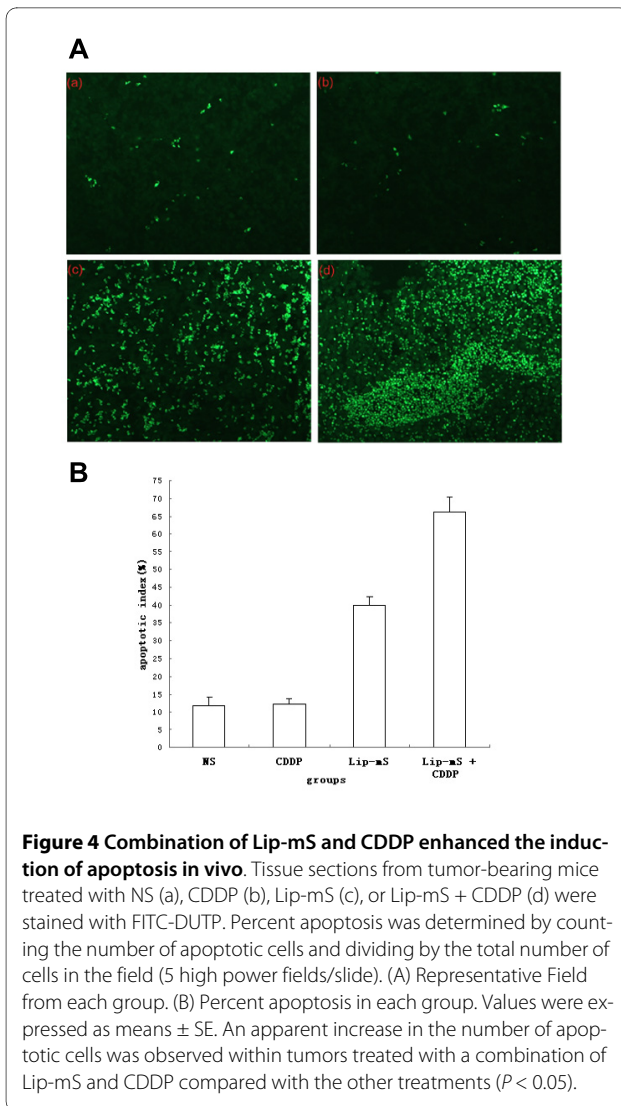 A
(a)
(b)
(c)
(d)
B
75
70
65
60
55
50
45
40
35
30
25
20
15
10
5
0
apoptotic index(%)
NS
CDDP
Lip-mS
Lip-mS +
CDDP
groups
Figure 4 Combination of Lip-mS and CDDP enhanced the induc-
tion of apoptosis in vivo. Tissue sections from tumor-bearing mice
treated with NS (a), CDDP (b), Lip-mS (c), or Lip-mS + CDDP (d) were
stained with FITC-DUTP. Percent apoptosis was determined by count-
ing the number of apoptotic cells and dividing by the total number of
cells in the field (5 high power fields/slide). (A) Representative Field
from each group. (B) Percent apoptosis in each group. Values were ex-
pressed as means ± SE. An apparent increase in the number of apop-
totic cells was observed within tumors treated with a combination of
Lip-mS and CDDP compared with the other treatments (P < 0.05).